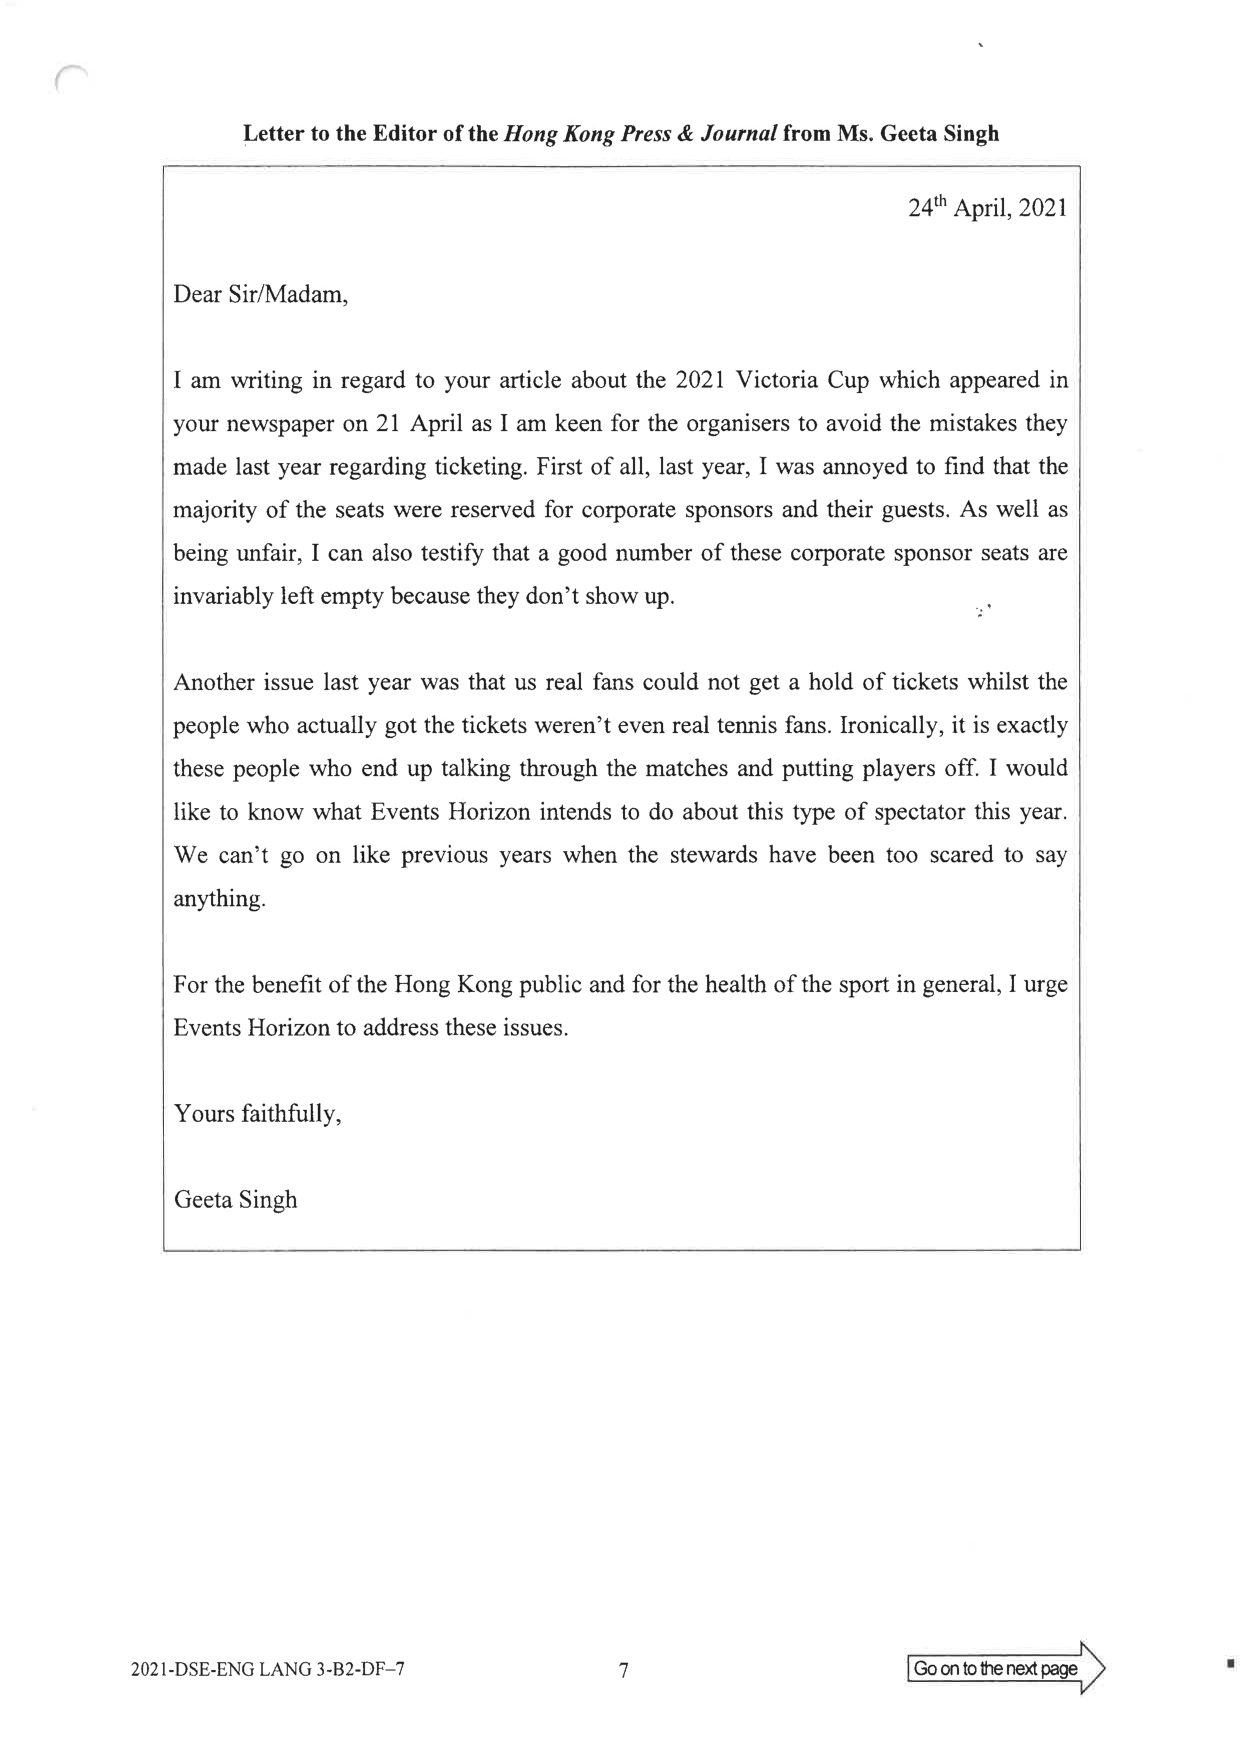 Letter to the Editor of the Hong Kong Press & Journal from Ms. Geeta Singh
24th April, 2021
Dear Sir/Madam,
I am writing in regard to your article about the 2021 Victoria Cup which appeared in
your newspaper on 21 April as I am keen for the organisers to avoid the mistakes they
made last year regarding ticketing. First of all, last year, I was annoyed to find that the
majority of the seats were reserved for corporate sponsors and their guests. As well as
being unfair, I can also testify that a good number of these corporate sponsor seats are
invariably left empty because they don't show up.
Another issue last year was that us real fans could not get a hold of tickets whilst the
people who actually got the tickets weren't even real tennis fans. Ironically, it is exactly
these people who end up talking through the matches and putting players off. I would
like to know what Events Horizon intends to do about this type of spectator this year.
We can't go on like previous years when the stewards have been too scared to say
anything.
For the benefit of the Hong Kong public and for the health of the sport in general, I urge
Events Horizon to address these issues.
Yours faithfully,
Geeta Singh
2021-DSE-ENG LANG 3-B2-DF–7
7
Go on to the next page